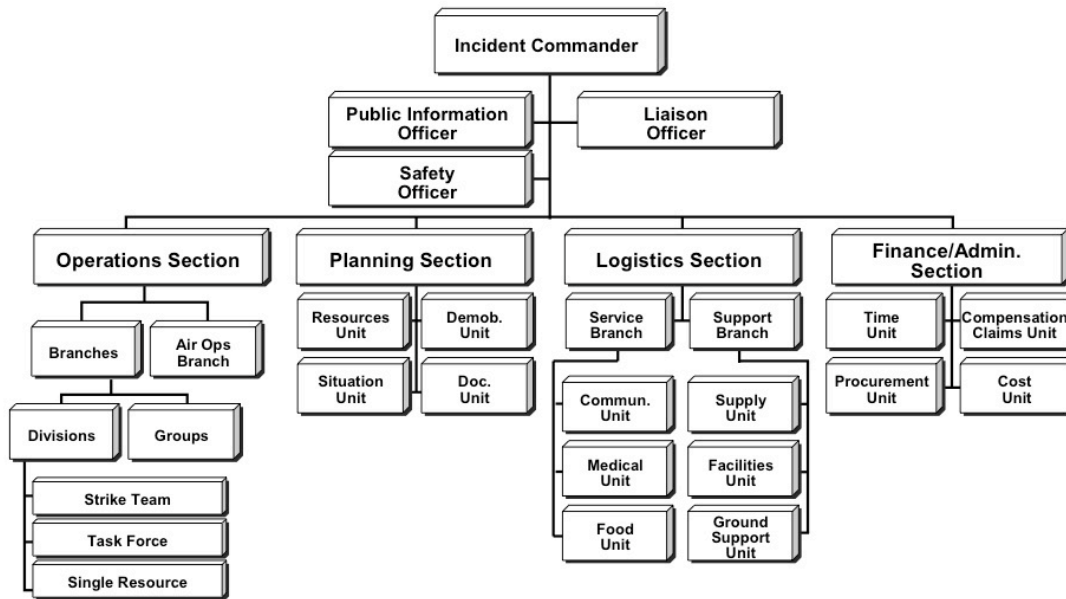 Incident Commander
Public Information
Officer
Liaison
Officer
Safety
Officer
Operations Section
Planning Section
Logistics Section
Finance/Admin.
Section
Branches
Air Ops
Branch
Divisions
Groups
Strike Team
Task Force
Single Resource
Resources
Unit
Demob.
Unit
Situation
Unit
Doc.
Unit
Service
Branch
Support
Branch
Commun.
Unit
Supply
Unit
Medical
Unit
Facilities
Unit
Food
Unit
Ground
Support
Unit
Time
Unit
Compensation
Claims Unit
Procurement
Unit
Cost
Unit